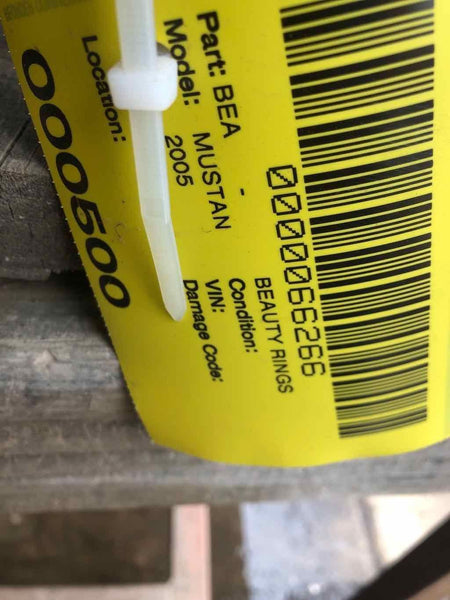 0000066266
BEAUTY RINGS
Part: BEA -
Condition:
Model: MUSTAN
VIN:
2005
Damage Code:
Location:
000500